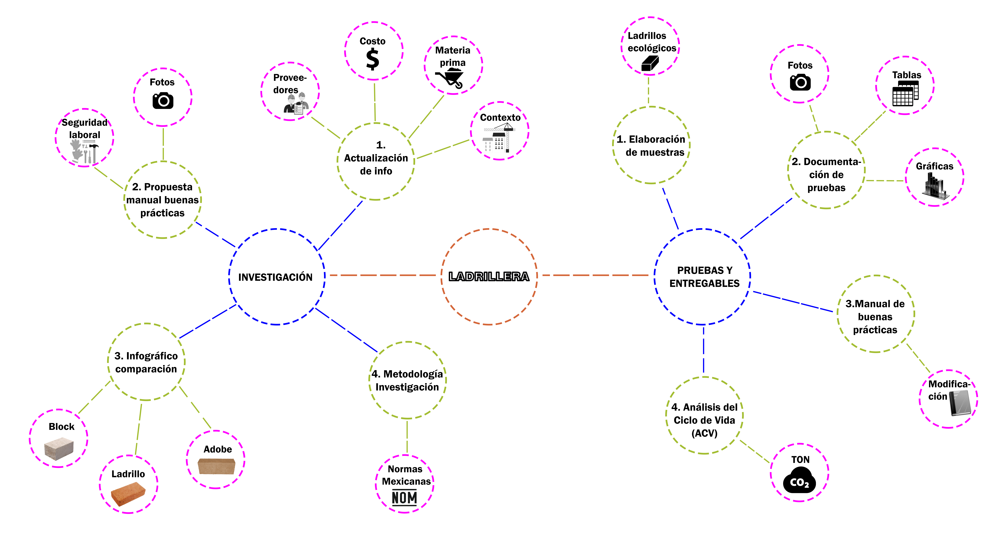 LADRILLERA
INVESTIGACIÓN
1.
Actualización
de info
Provee-
dores
Costo
$
Materia
prima
Contexto
2. Propuesta
manual buenas
prácticas
Seguridad
laboral
Fotos
3. Infográfico
comparación
Block
Ladrillo
Adobe
4. Metodología
Investigación
Normas
Mexicanas
NOM
PRUEBAS Y
ENTREGABLES
1. Elaboración
de muestras
Ladrillos
ecológicos
2. Documenta-
ción de
pruebas
Fotos
Tablas
Gráficas
3.Manual de
buenas
prácticas
Modifica-
ción
4. Análisis del
Ciclo de Vida
(ACV)
TON
CO₂